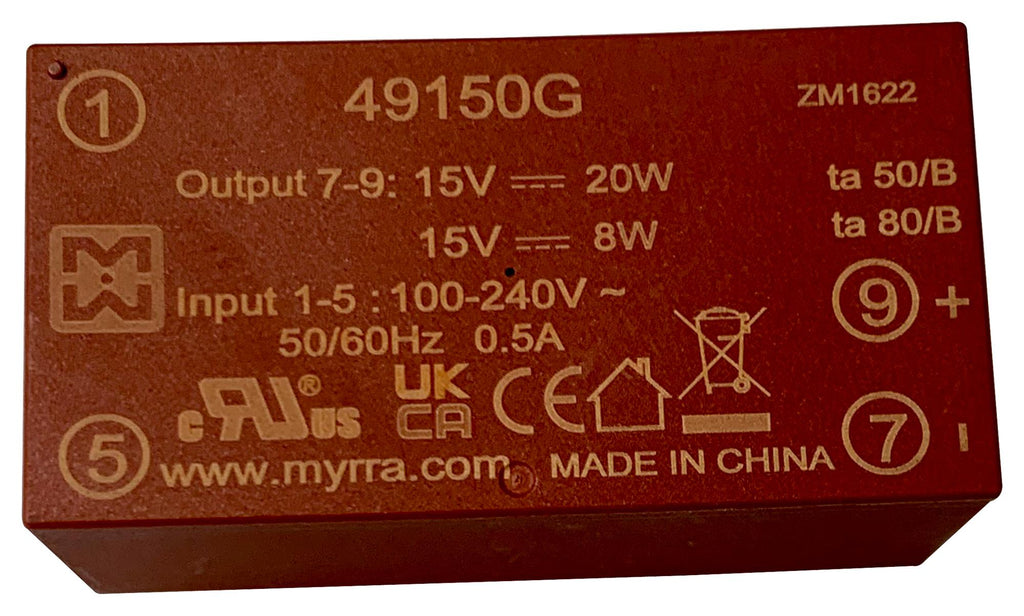 1 49150G ZM1622
Output 7-9: 15V ⎓ 20W ta 50/B
15V ⎓ 8W ta 80/B
Input 1-5 : 100-240V ~
50/60Hz 0.5A
9 +
c RU ® us UK CA CE
5 7 -
www.myrra.com MADE IN CHINA